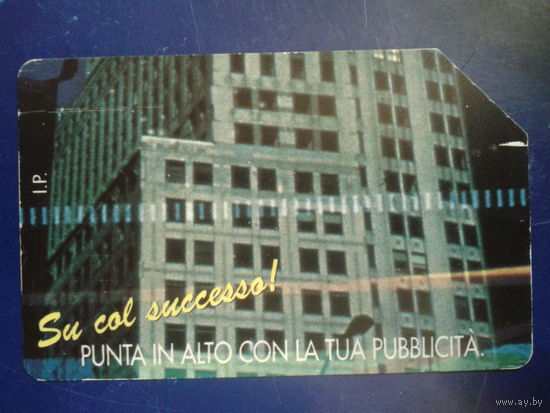 I.P.
Su col successo!
PUNTA IN ALTO CON LA TUA PUBBLICITÀ.
www.ay.by